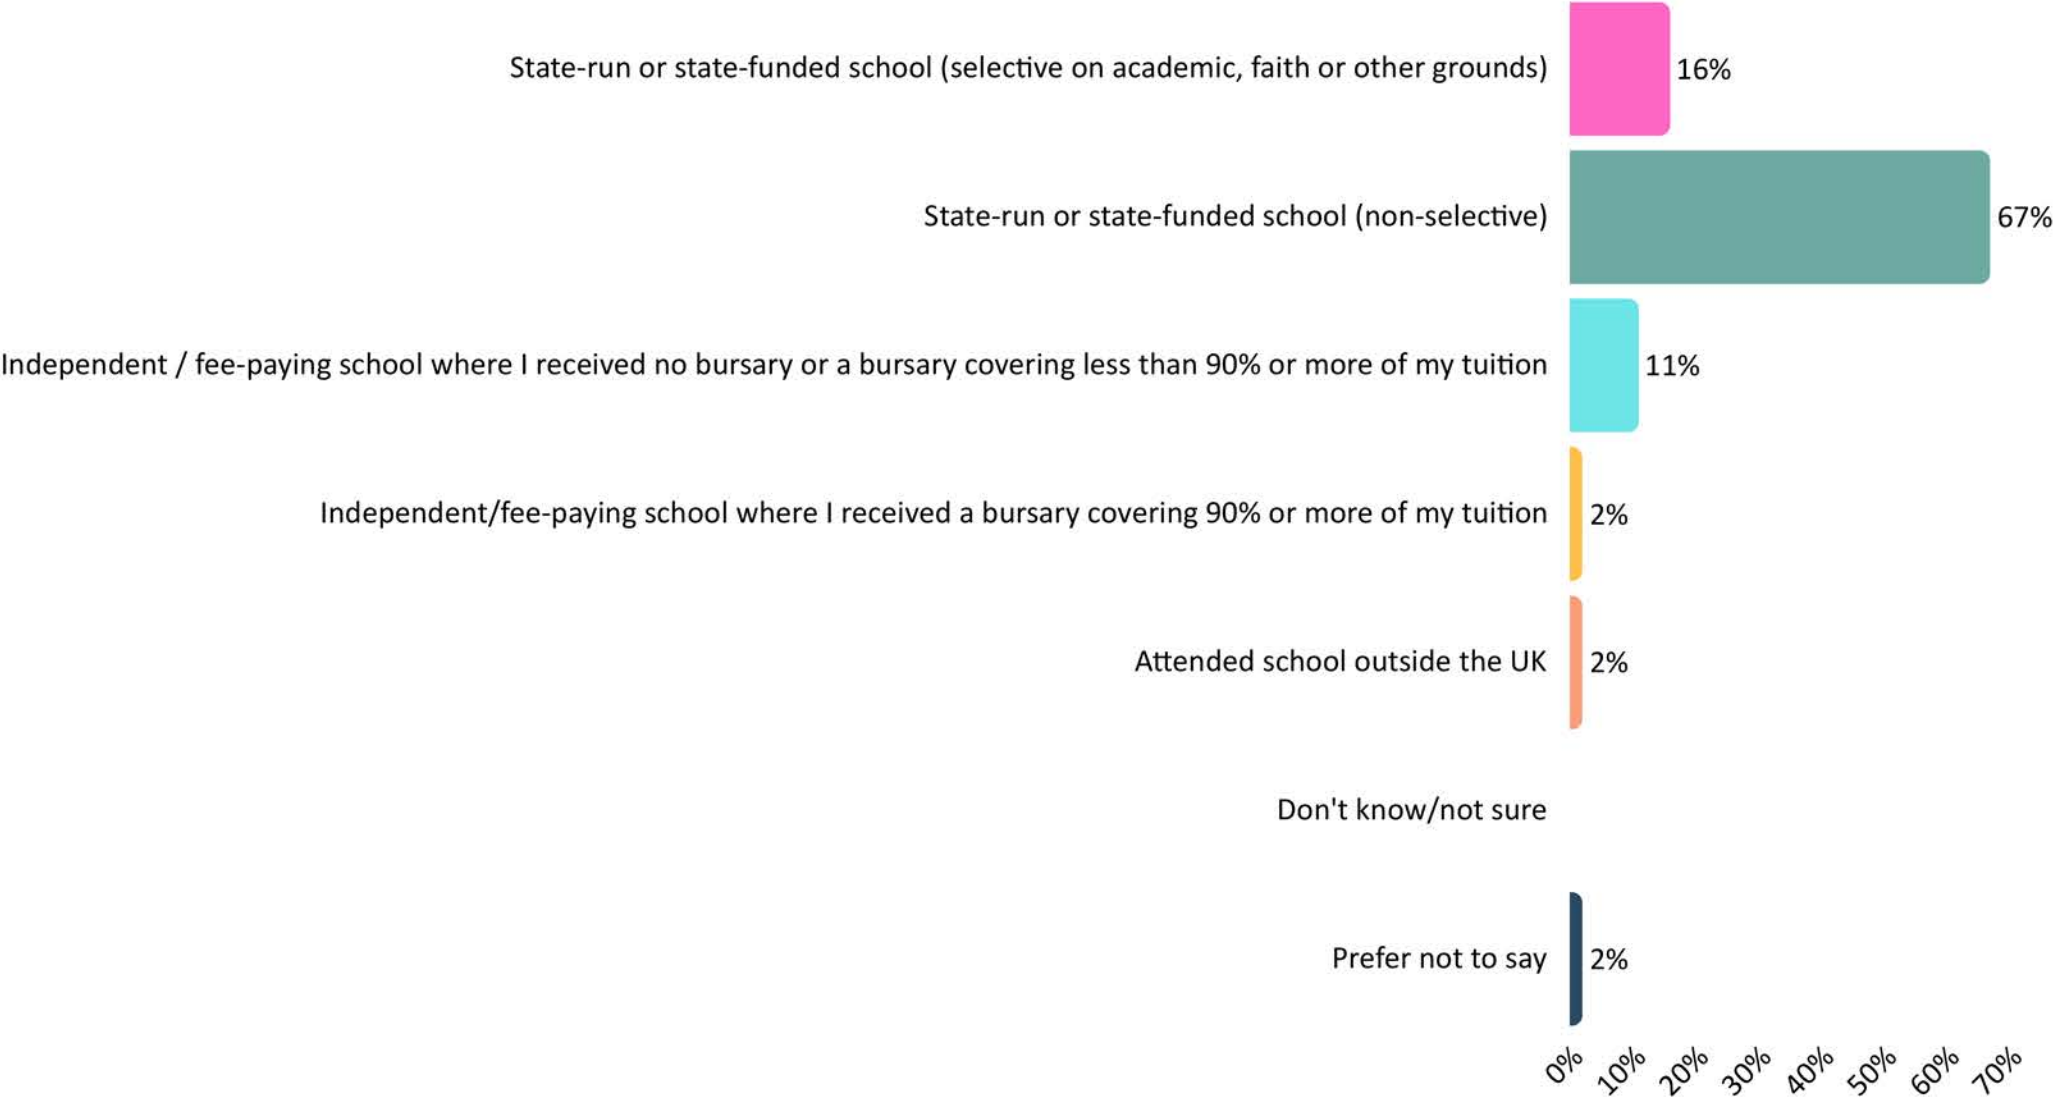 State-run or state-funded school (selective on academic, faith or other grounds) 16%
State-run or state-funded school (non-selective) 67%
Independent / fee-paying school where I received no bursary or a bursary covering less than 90% or more of my tuition 11%
Independent/fee-paying school where I received a bursary covering 90% or more of my tuition 2%
Attended school outside the UK 2%
Don't know/not sure
Prefer not to say 2%
0% 10% 20% 30% 40% 50% 60% 70%